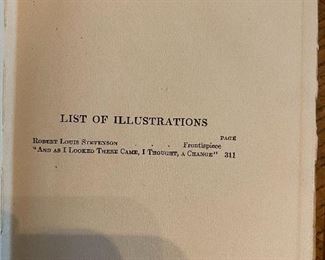 LIST OF ILLUSTRATIONS
PAGE
ROBERT LOUIS STEVENSON . . Frontispiece
"AND AS I LOOKED THERE CAME, I THOUGHT, A CHANGE" 311